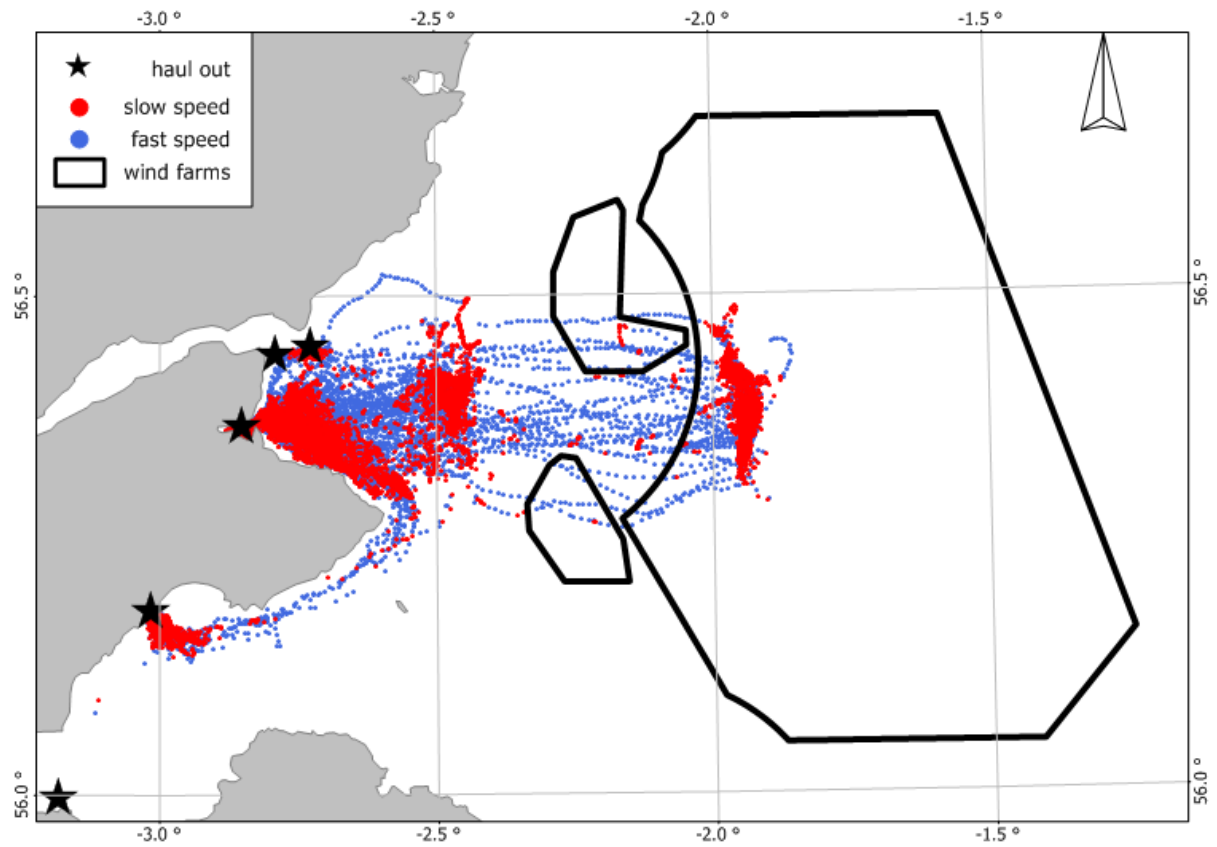 -3.0 ° -2.5 ° -2.0 ° -1.5 °
haul out
slow speed
fast speed
wind farms
56.5 ° 56.5 °
56.0 ° 56.0 °
-3.0 ° -2.5 ° -2.0 ° -1.5 °